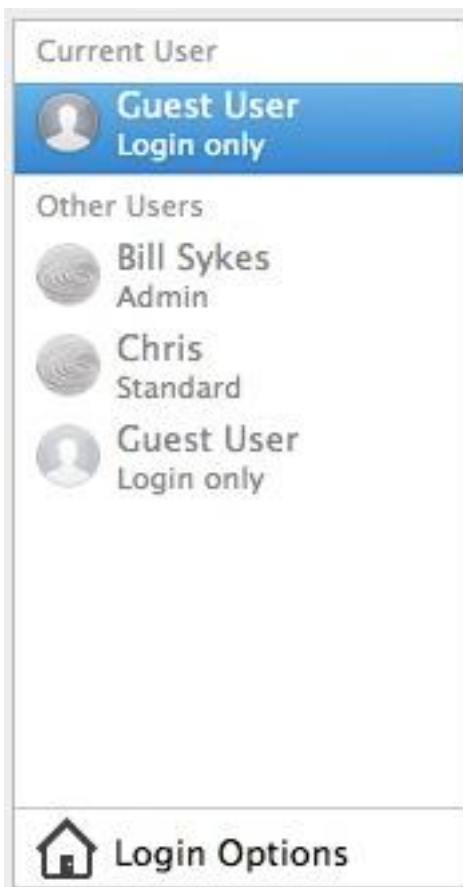 Current User
Guest User
Login only
Other Users
Bill Sykes
Admin
Chris
Standard
Guest User
Login only
Login Options